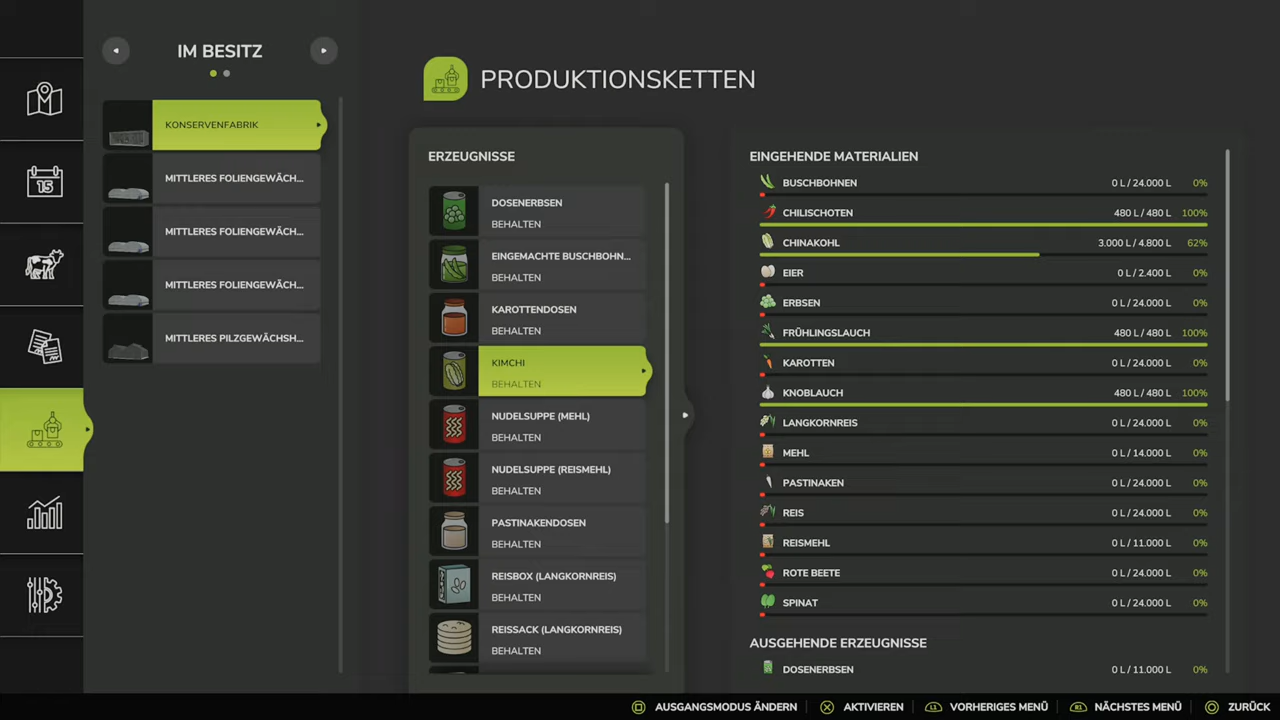 IM BESITZ
KONSERVENFABRIK
MITTLERES FOLIENGEWÄCH...
MITTLERES FOLIENGEWÄCH...
MITTLERES FOLIENGEWÄCH...
MITTLERES PILZGEWÄCHSH...
15
PRODUKTIONSKETTEN
ERZEUGNISSE
DOSENERBSEN
BEHALTEN
EINGEMACHTE BUSCHBOHN...
BEHALTEN
KAROTTENDOSEN
BEHALTEN
KIMCHI
BEHALTEN
NUDELSUPPE (MEHL)
BEHALTEN
NUDELSUPPE (REISMEHL)
BEHALTEN
PASTINAKENDOSEN
BEHALTEN
REISBOX (LANGKORNREIS)
BEHALTEN
REISSACK (LANGKORNREIS)
BEHALTEN
EINGEHENDE MATERIALIEN
BUSCHBOHNEN 0 L / 24.000 L 0%
CHILISCHOTEN 480 L / 480 L 100%
CHINAKOHL 3.000 L / 4.800 L 62%
EIER 0 L / 2.400 L 0%
ERBSEN 0 L / 24.000 L 0%
FRÜHLINGSLAUCH 480 L / 480 L 100%
KAROTTEN 0 L / 24.000 L 0%
KNOBLAUCH 480 L / 480 L 100%
LANGKORNREIS 0 L / 24.000 L 0%
MEHL 0 L / 14.000 L 0%
PASTINAKEN 0 L / 24.000 L 0%
REIS 0 L / 24.000 L 0%
REISMEHL 0 L / 11.000 L 0%
ROTE BEETE 0 L / 24.000 L 0%
SPINAT 0 L / 24.000 L 0%
AUSGEHENDE ERZEUGNISSE
DOSENERBSEN 0 L / 11.000 L 0%
AUSGANGSMODUS ÄNDERN AKTIVIEREN L1 VORHERIGES MENÜ R1 NÄCHSTES MENÜ ZURÜCK